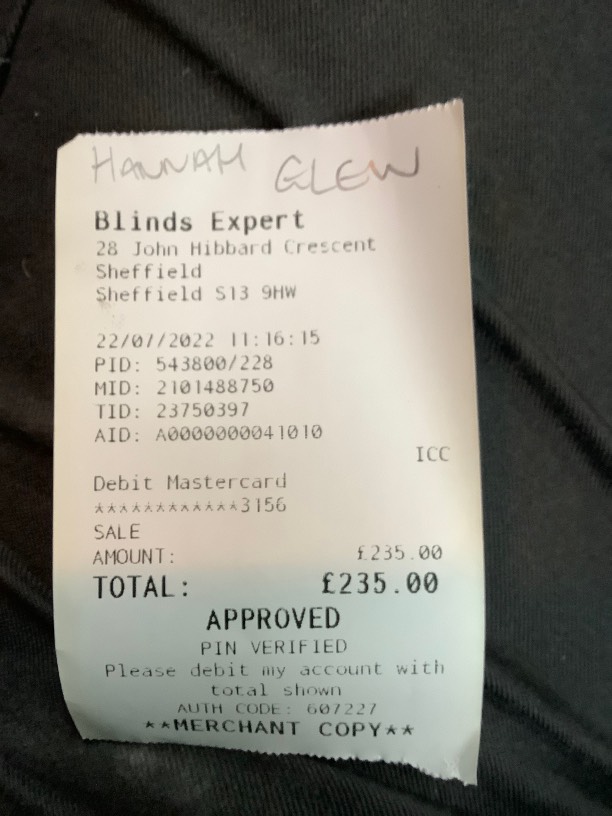 HANNAH GLEW
Blinds Expert
28 John Hibbard Crescent
Sheffield
Sheffield S13 9HW
22/07/2022 11:16:15
PID: 543800/228
MID: 2101488750
TID: 23750397
AID: A0000000041010
ICC
Debit Mastercard
************3156
SALE
AMOUNT: £235.00
TOTAL: £235.00
APPROVED
PIN VERIFIED
Please debit my account with
total shown
AUTH CODE: 607227
**MERCHANT COPY**